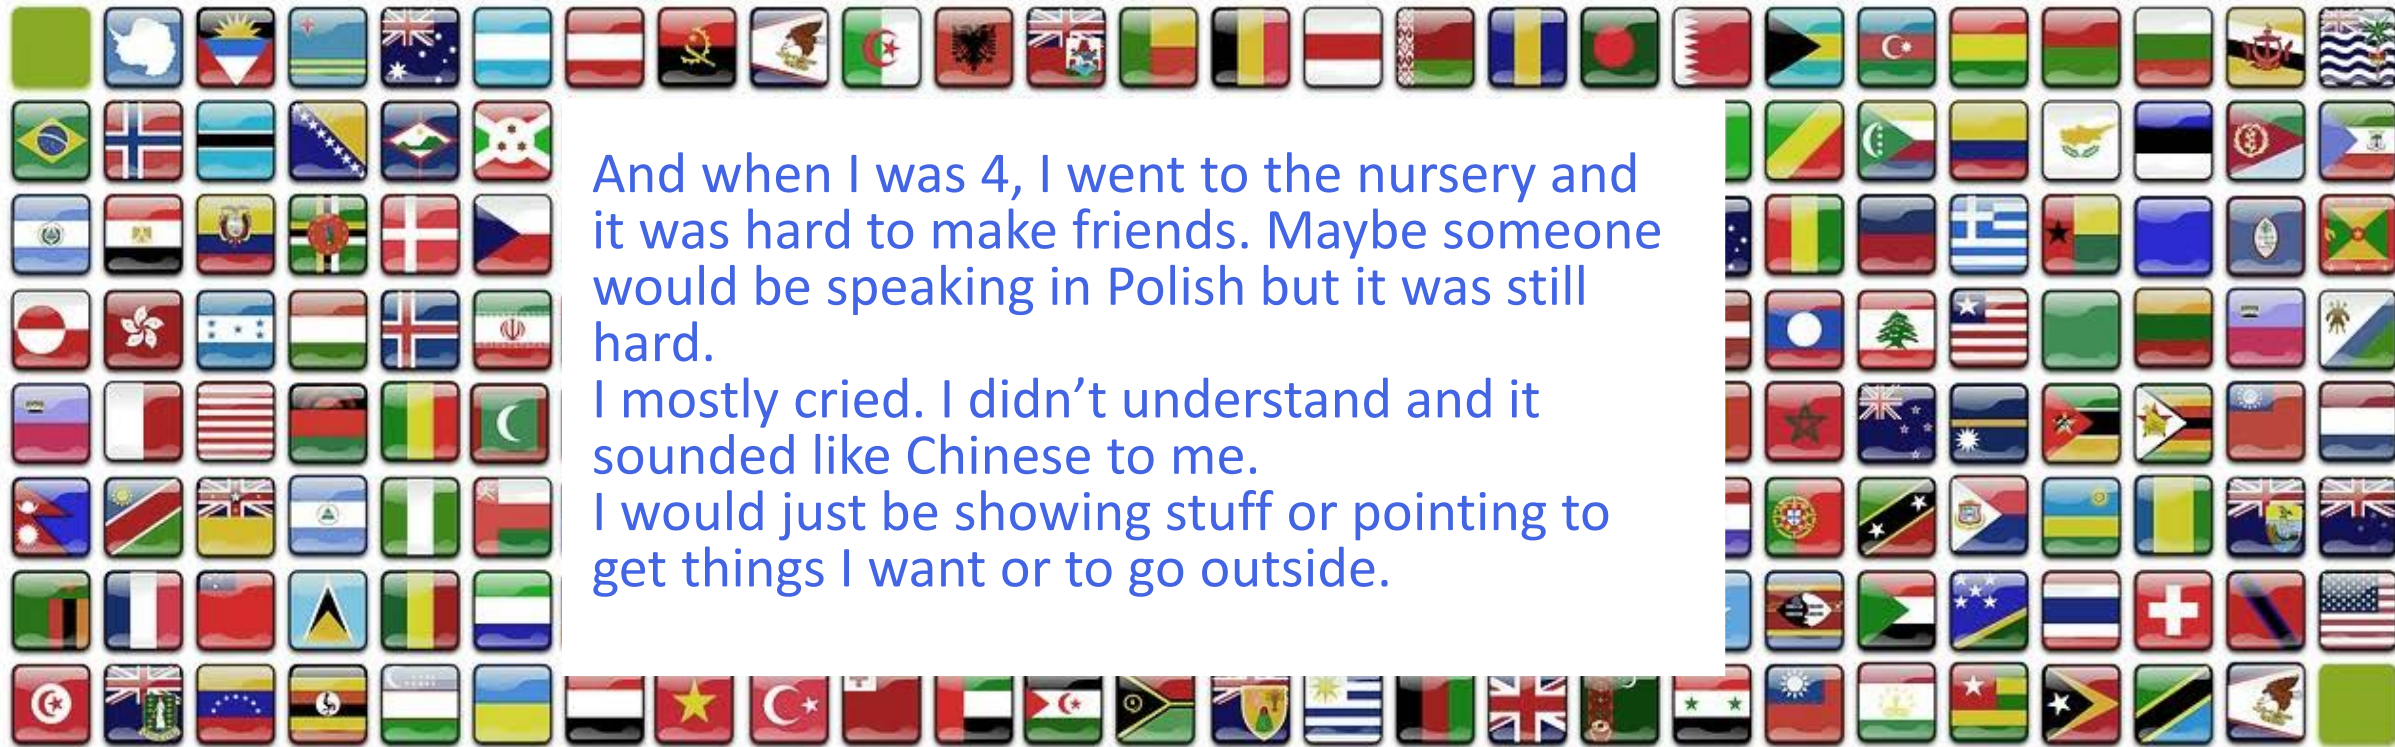 And when I was 4, I went to the nursery and
it was hard to make friends. Maybe someone
would be speaking in Polish but it was still
hard.
I mostly cried. I didn’t understand and it
sounded like Chinese to me.
I would just be showing stuff or pointing to
get things I want or to go outside.